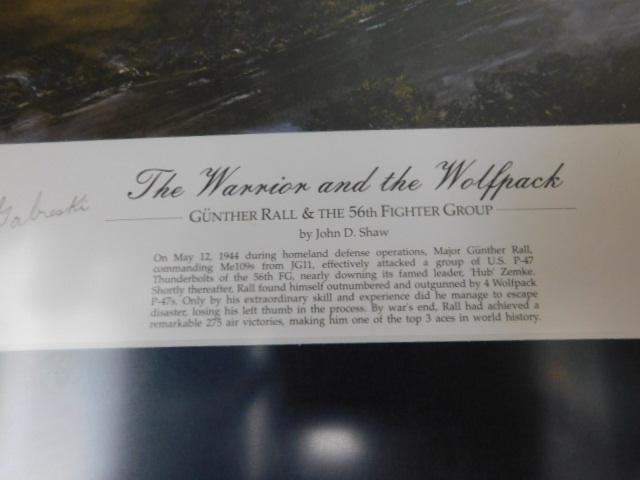 The Warrior and the Wolfpack
GÜNTHER RALL & THE 56th FIGHTER GROUP
by John D. Shaw
On May 12, 1944 during homeland defense operations, Major Günther Rall,
commanding Me109s from JG11, effectively attacked a group of U.S. P-47
Thunderbolts of the 56th FG, nearly downing its famed leader, 'Hub' Zemke.
Shortly thereafter, Rall found himself outnumbered and outgunned by 4 Wolfpack
P-47s. Only by his extraordinary skill and experience did he manage to escape
disaster, losing his left thumb in the process. By war's end, Rall had achieved a
remarkable 275 air victories, making him one of the top 3 aces in world history.
Gabreski